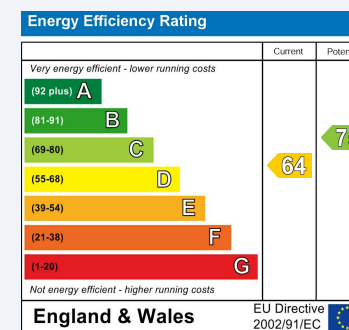 Energy Efficiency Rating
Current
Very energy efficient - lower running costs
(92 plus) A
(81-91) B
(69-80) C
(55-68) D
(39-54) E
(21-38) F
(1-20) G
64
Not energy efficient - higher running costs
England & Wales
EU Directive
2002/91/EC